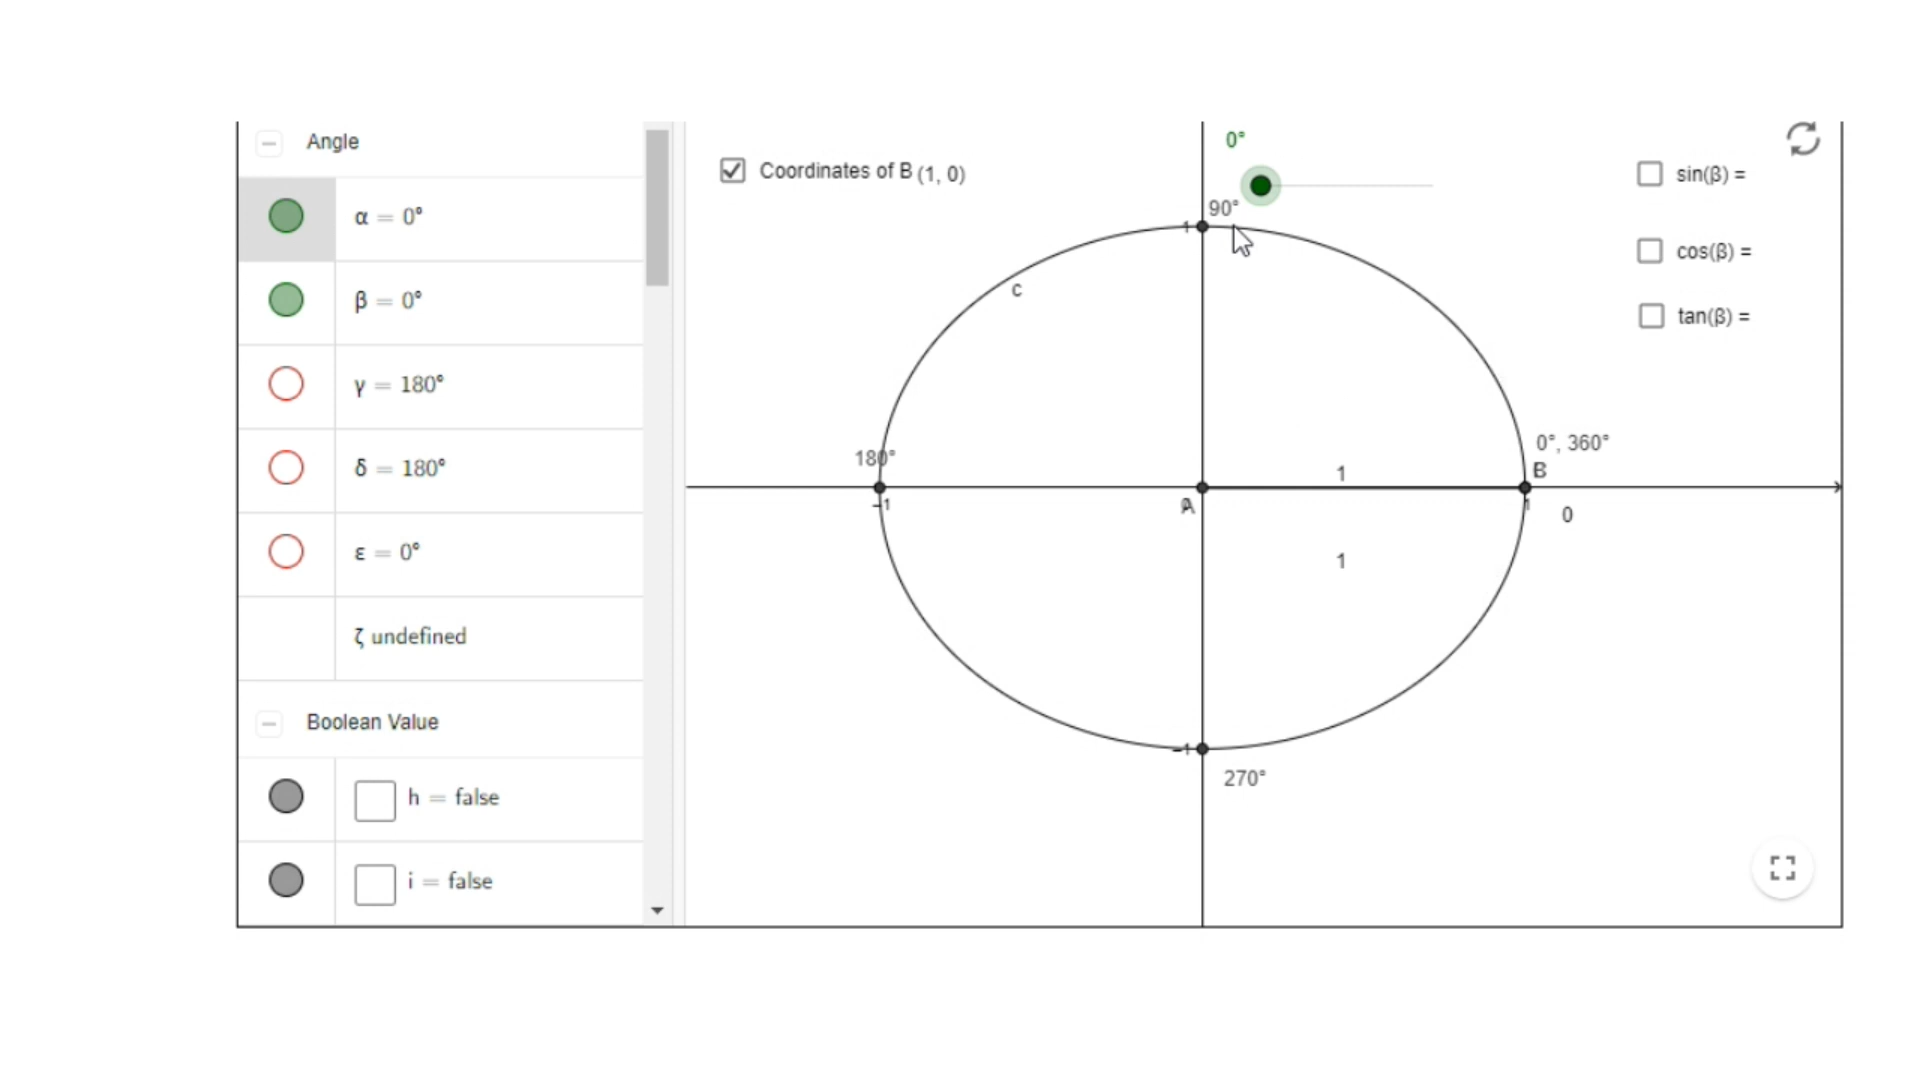 Angle
α = 0°
β = 0°
γ = 180°
δ = 180°
ε = 0°
ζ undefined
Boolean Value
h = false
i = false
Coordinates of B (1, 0)
0°
90°
1
c
180°
-1
A
1
1
0°, 360°
B
1
0
-1
270°
sin(β) =
cos(β) =
tan(β) =